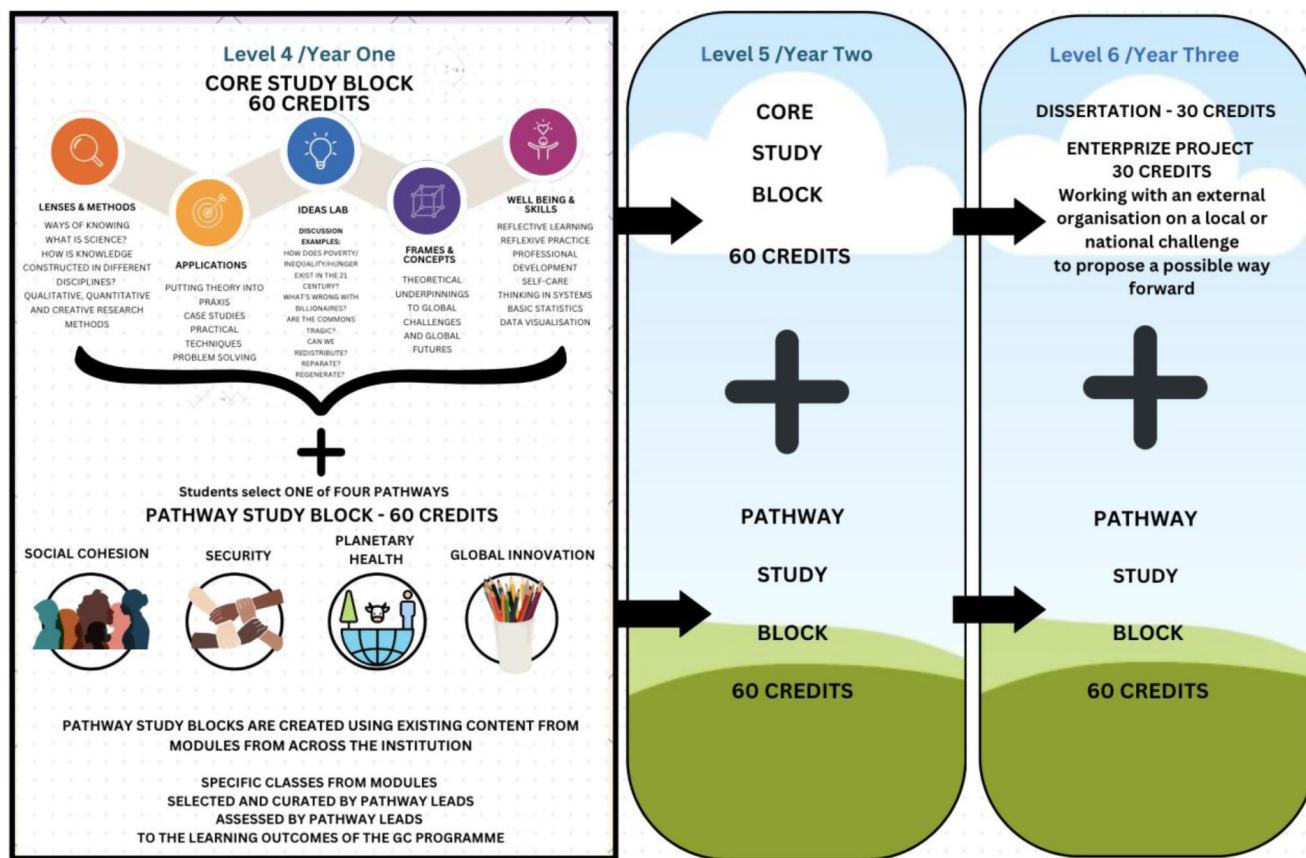 Level 4 /Year One
CORE STUDY BLOCK
60 CREDITS
LENSES & METHODS
WAYS OF KNOWING
WHAT IS SCIENCE?
HOW IS KNOWLEDGE
CONSTRUCTED IN DIFFERENT
DISCIPLINES?
QUALITATIVE, QUANTITATIVE
AND CREATIVE RESEARCH
METHODS
APPLICATIONS
PUTTING THEORY INTO
PRAXIS
CASE STUDIES
PRACTICAL
TECHNIQUES
PROBLEM SOLVING
IDEAS LAB
DISCUSSION
EXAMPLES:
HOW DOES POVERTY/
INEQUALITY/HUNGER
EXIST IN THE 21
CENTURY?
WHAT'S WRONG WITH
BILLIONAIRES?
ARE THE COMMONS
TRAGIC?
CAN WE
REDISTRIBUTE?
REPARATE?
REGENERATE?
FRAMES &
CONCEPTS
THEORETICAL
UNDERPINNINGS
TO GLOBAL
CHALLENGES
AND GLOBAL
FUTURES
WELL BEING &
SKILLS
REFLECTIVE LEARNING
REFLEXIVE PRACTICE
PROFESSIONAL
DEVELOPMENT
SELF-CARE
THINKING IN SYSTEMS
BASIC STATISTICS
DATA VISUALISATION
Students select ONE of FOUR PATHWAYS
PATHWAY STUDY BLOCK - 60 CREDITS
SOCIAL COHESION
SECURITY
PLANETARY
HEALTH
GLOBAL INNOVATION
PATHWAY STUDY BLOCKS ARE CREATED USING EXISTING CONTENT FROM
MODULES FROM ACROSS THE INSTITUTION
SPECIFIC CLASSES FROM MODULES
SELECTED AND CURATED BY PATHWAY LEADS
ASSESSED BY PATHWAY LEADS
TO THE LEARNING OUTCOMES OF THE GC PROGRAMME
Level 5 /Year Two
CORE
STUDY
BLOCK
60 CREDITS
PATHWAY
STUDY
BLOCK
60 CREDITS
Level 6 /Year Three
DISSERTATION - 30 CREDITS
ENTERPRIZE PROJECT
30 CREDITS
Working with an external
organisation on a local or
national challenge
to propose a possible way
forward
PATHWAY
STUDY
BLOCK
60 CREDITS